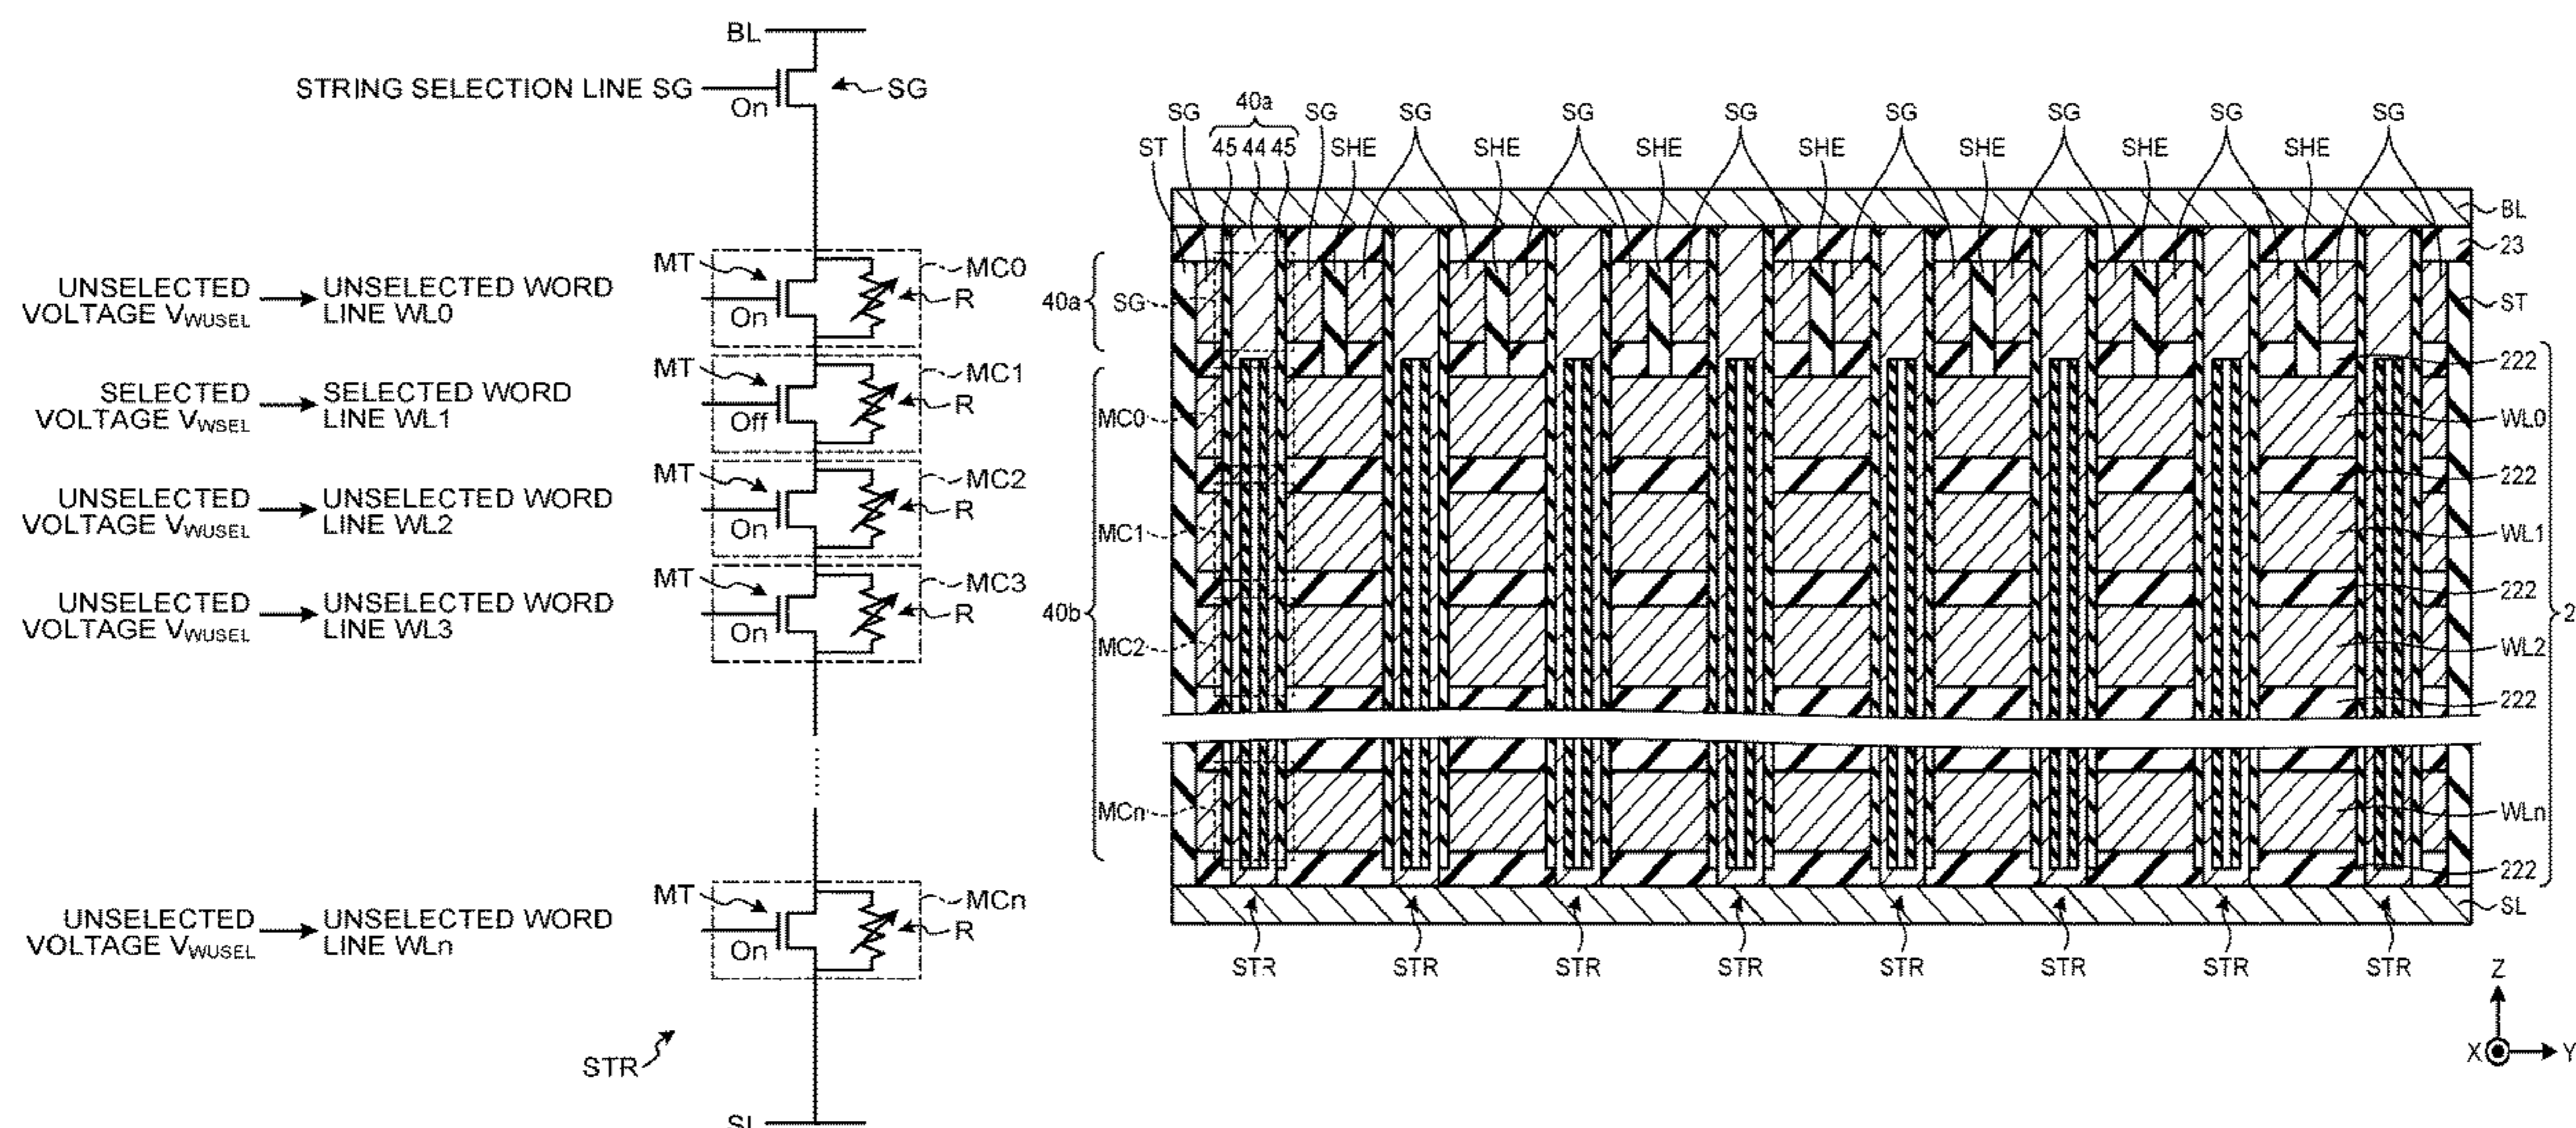 BL
STRING SELECTION LINE SG
On
SG
UNSELECTED VOLTAGE VWUSEL
UNSELECTED WORD LINE WL0
MT
On
MC0
R
SELECTED VOLTAGE VWSEL
SELECTED WORD LINE WL1
MT
Off
MC1
R
UNSELECTED VOLTAGE VWUSEL
UNSELECTED WORD LINE WL2
MT
On
MC2
R
UNSELECTED VOLTAGE VWUSEL
UNSELECTED WORD LINE WL3
MT
On
MC3
R
UNSELECTED VOLTAGE VWUSEL
UNSELECTED WORD LINE WLn
MT
On
MCn
R
STR
SL
SG 40a SG SG SG SG SG SG SG SG
ST 45 44 45 SHE SHE SHE SHE SHE SHE SHE
BL
23
40a
SG
ST
222
MC0
WL0
222
MC1
WL1
222
40b
2
MC2
WL2
222
MCn
WLn
222
SL
STR STR STR STR STR STR STR STR
Z
X
Y